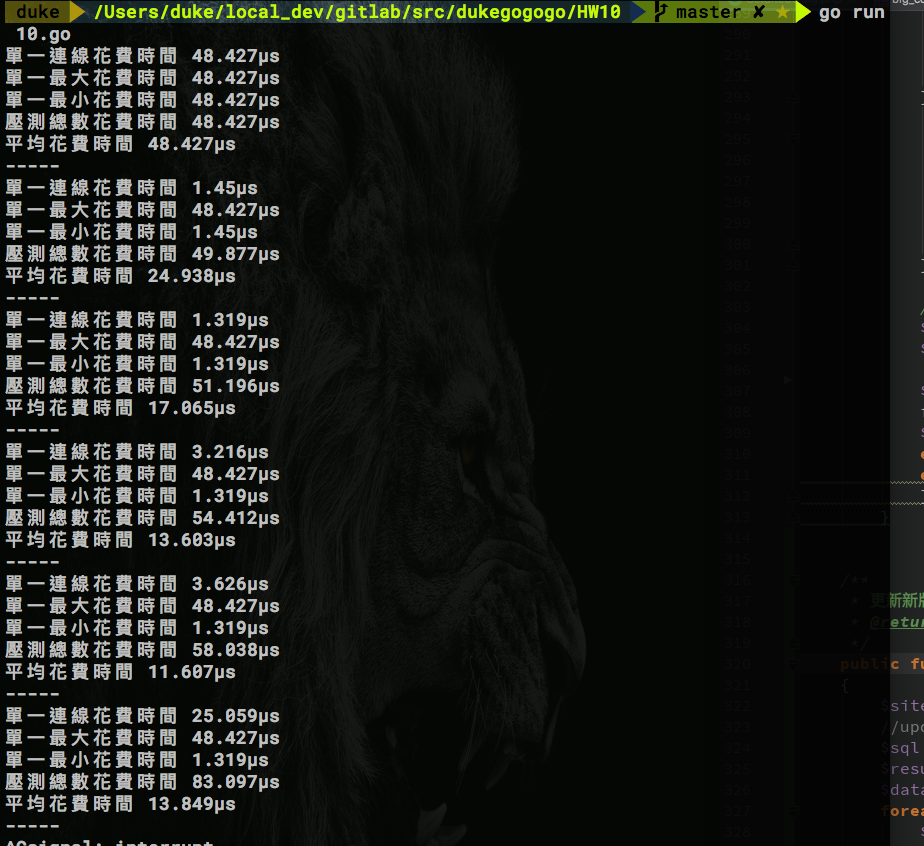 duke /Users/duke/local_dev/gitlab/src/dukegogogo/HW10 master ✘ ★ go run
10.go
單一連線花費時間 48.427µs
單一最大花費時間 48.427µs
單一最小花費時間 48.427µs
壓測總數花費時間 48.427µs
平均花費時間 48.427µs
-----
單一連線花費時間 1.45µs
單一最大花費時間 48.427µs
單一最小花費時間 1.45µs
壓測總數花費時間 49.877µs
平均花費時間 24.938µs
-----
單一連線花費時間 1.319µs
單一最大花費時間 48.427µs
單一最小花費時間 1.319µs
壓測總數花費時間 51.196µs
平均花費時間 17.065µs
-----
單一連線花費時間 3.216µs
單一最大花費時間 48.427µs
單一最小花費時間 1.319µs
壓測總數花費時間 54.412µs
平均花費時間 13.603µs
-----
單一連線花費時間 3.626µs
單一最大花費時間 48.427µs
單一最小花費時間 1.319µs
壓測總數花費時間 58.038µs
平均花費時間 11.607µs
-----
單一連線花費時間 25.059µs
單一最大花費時間 48.427µs
單一最小花費時間 1.319µs
壓測總數花費時間 83.097µs
平均花費時間 13.849µs
-----
^Csignal: interrupt
}
/**
* 更新新版
* @retur
*/
public fu
{
$site
//upd
$sql
$resu
$data
forea